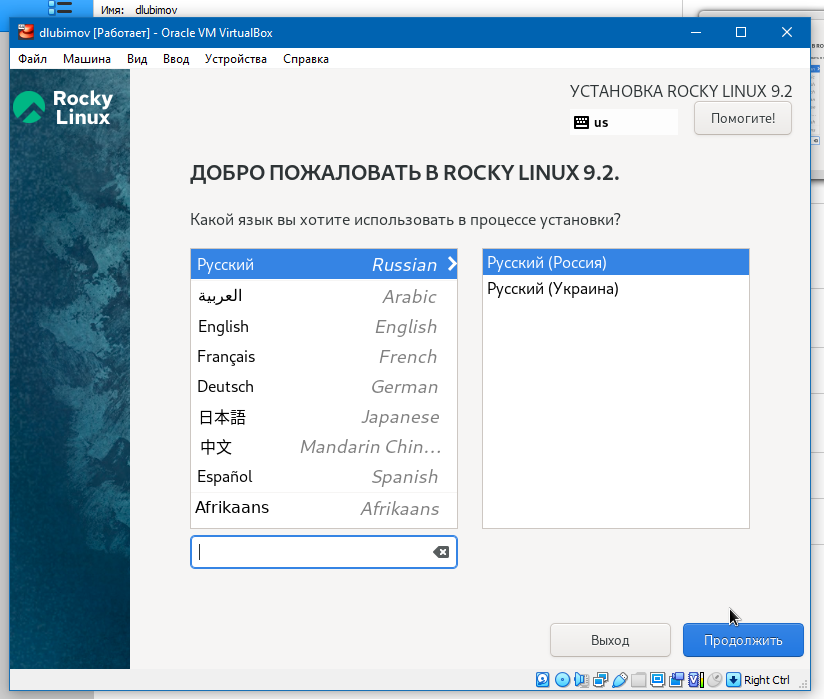 Имя: dlubimov
dlubimov [Работает] - Oracle VM VirtualBox
Файл Машина Вид Ввод Устройства Справка
Rocky
Linux
УСТАНОВКА ROCKY LINUX 9.2
us
Помогите!
ДОБРО ПОЖАЛОВАТЬ В ROCKY LINUX 9.2.
Какой язык вы хотите использовать в процессе установки?
Русский Russian
العربية Arabic
English English
Français French
Deutsch German
日本語 Japanese
中文 Mandarin Chin...
Español Spanish
Afrikaans Afrikaans
Русский (Россия)
Русский (Украина)
Выход
Продолжить
Right Ctrl